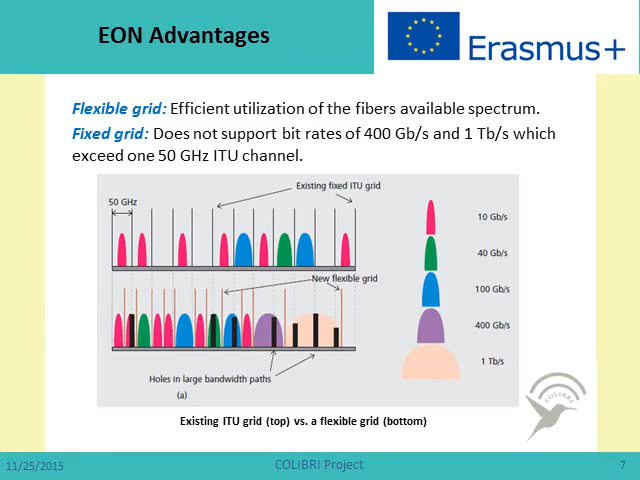 EON Advantages
Erasmus+
Flexible grid: Efficient utilization of the fibers available spectrum.
Fixed grid: Does not support bit rates of 400 Gb/s and 1 Tb/s which
exceed one 50 GHz ITU channel.
Existing fixed ITU grid
50 GHz
10 Gb/s
40 Gb/s
New flexible grid
100 Gb/s
400 Gb/s
1 Tb/s
Holes in large bandwidth paths
(a)
COLIBRI
Existing ITU grid (top) vs. a flexible grid (bottom)
11/25/2015
COLIBRI Project
7